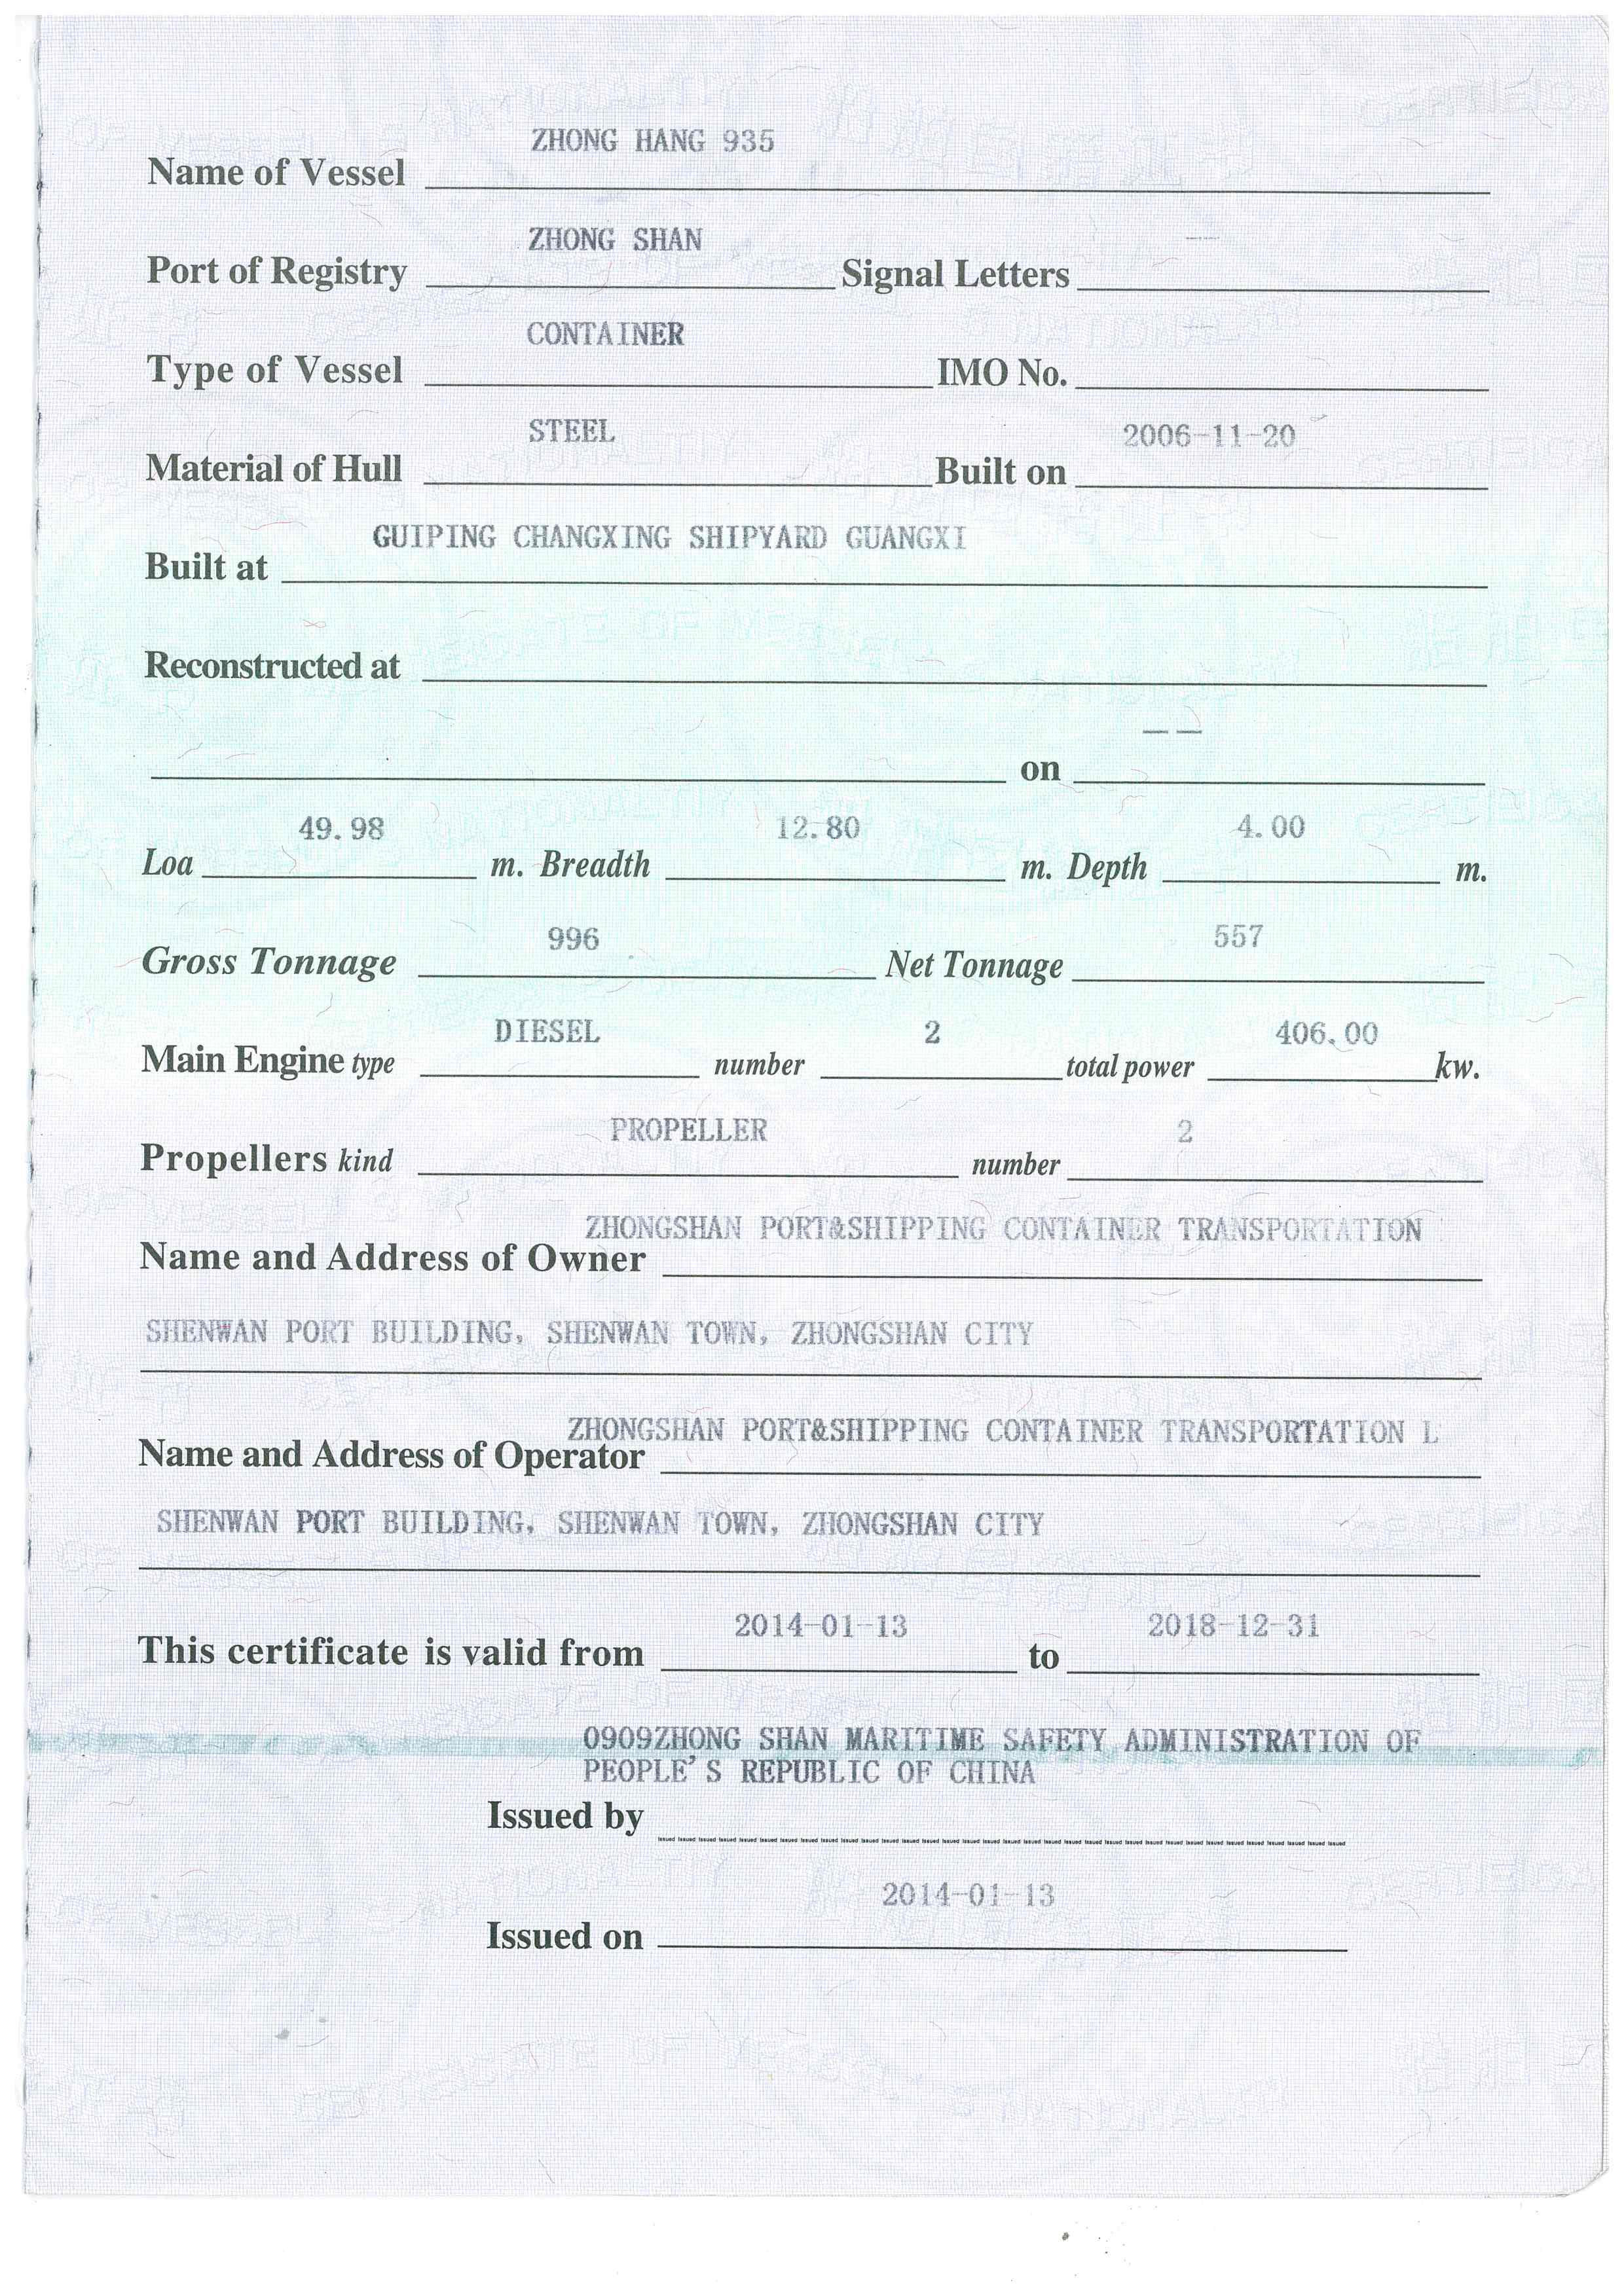 ZHONG HANG 935
Name of Vessel
ZHONG SHAN
Port of Registry Signal Letters
CONTAINER
Type of Vessel IMO No.
STEEL 2006-11-20
Material of Hull Built on
GUIPING CHANGXING SHIPYARD GUANGXI
Built at
Reconstructed at
on
49.98 12.80 4.00
Loa m. Breadth m. Depth m.
996 557
Gross Tonnage Net Tonnage
DIESEL 2 406.00
Main Engine type number total power kw.
PROPELLER 2
Propellers kind number
ZHONGSHAN PORT&SHIPPING CONTAINER TRANSPORTATION
Name and Address of Owner
SHENWAN PORT BUILDING, SHENWAN TOWN, ZHONGSHAN CITY
ZHONGSHAN PORT&SHIPPING CONTAINER TRANSPORTATION L
Name and Address of Operator
SHENWAN PORT BUILDING, SHENWAN TOWN, ZHONGSHAN CITY
2014-01-13 2018-12-31
This certificate is valid from to
0909ZHONG SHAN MARITIME SAFETY ADMINISTRATION OF
PEOPLE'S REPUBLIC OF CHINA
Issued by
2014-01-13
Issued on